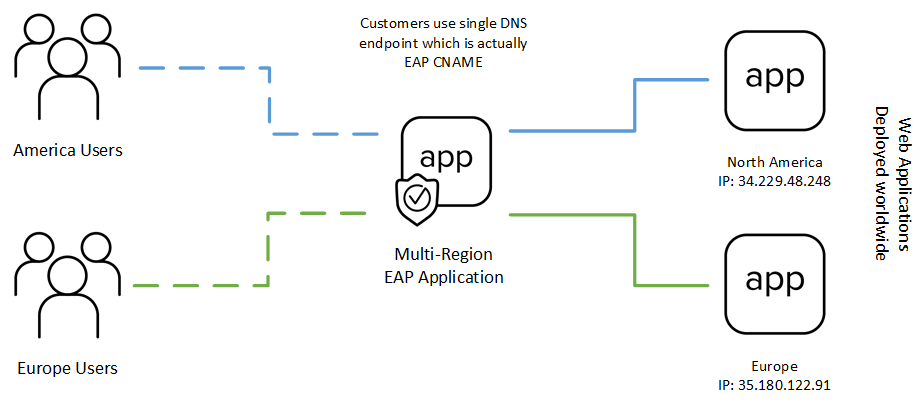 Customers use single DNS
endpoint which is actually
EAP CNAME
America Users
Europe Users
app
Multi-Region
EAP Application
app
North America
IP: 34.229.48.248
app
Europe
IP: 35.180.122.91
Web Applications
Deployed worldwide